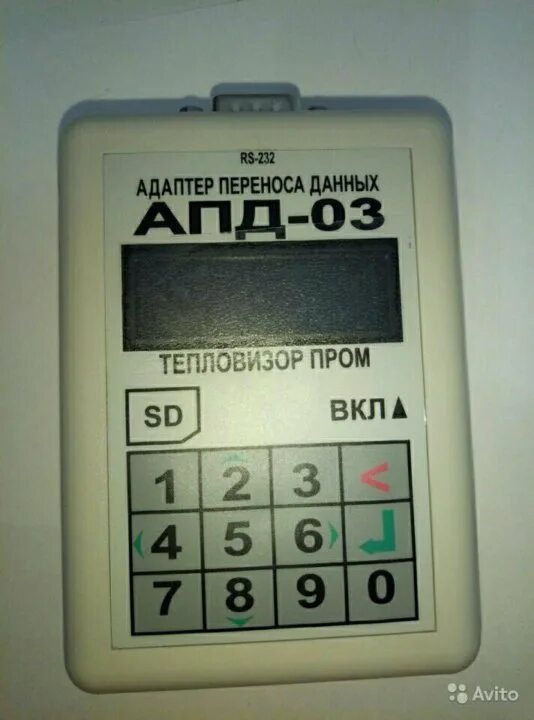 RS-232
АДАПТЕР ПЕРЕНОСА ДАННЫХ
АПД-03
ТЕПЛОВИЗОР ПРОМ
SD ВКЛ▲
1 2 3 <
4 5 6 ↵
7 8 9 0
Avito